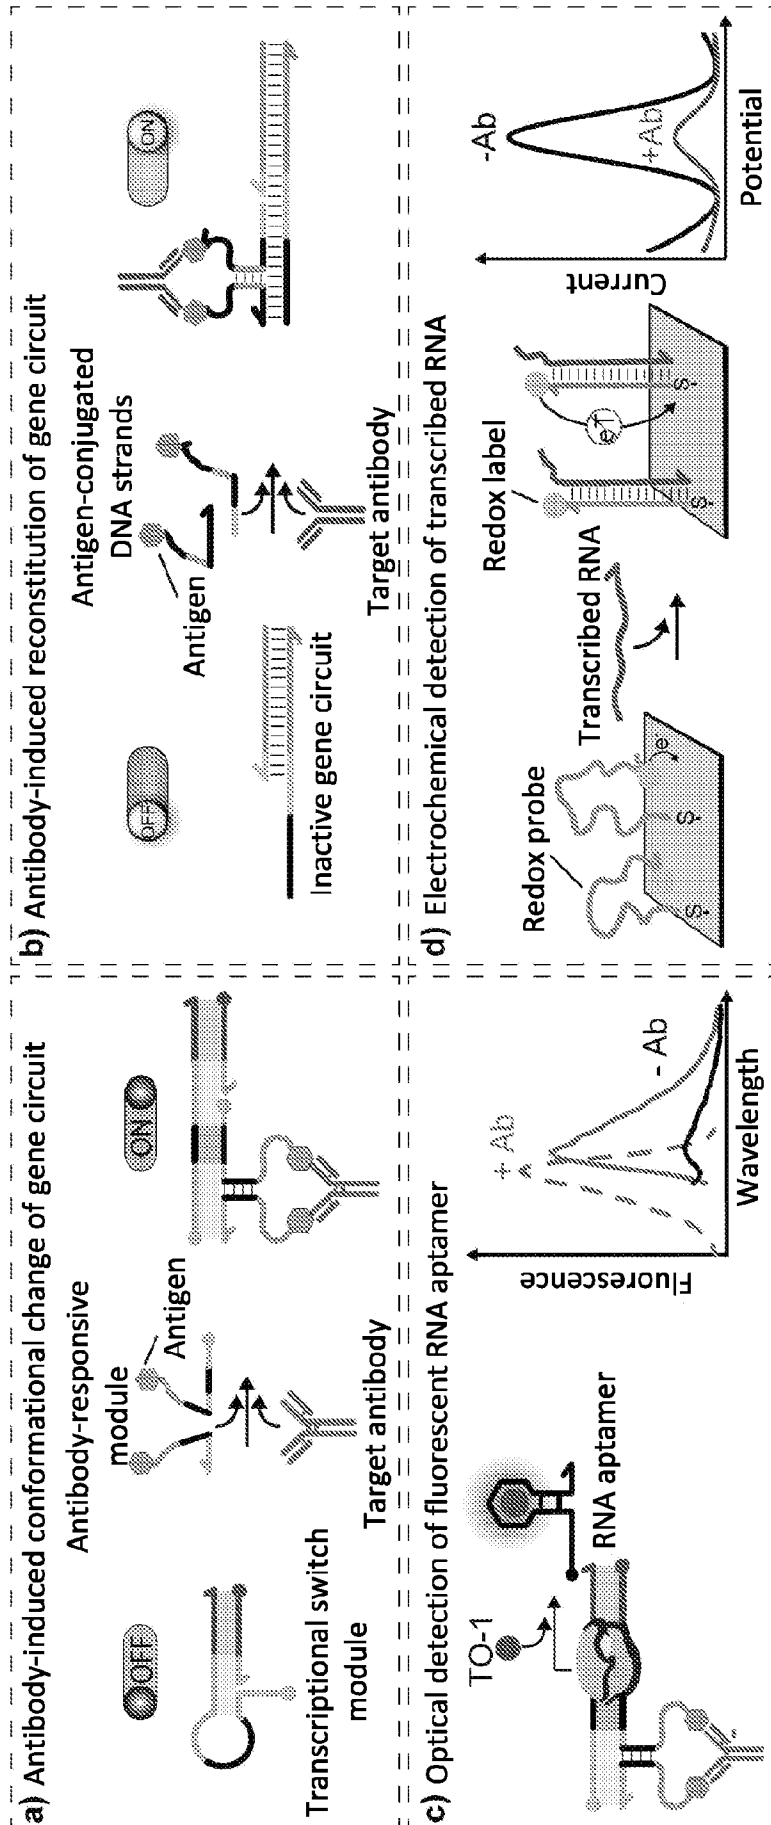 a) Antibody-induced conformational change of gene circuit
OFF
Transcriptional switch
module
Antibody-responsive
module
Antigen
Target antibody
ON
b) Antibody-induced reconstitution of gene circuit
OFF
Inactive gene circuit
Antigen-conjugated
DNA strands
Antigen
Target antibody
ON
c) Optical detection of fluorescent RNA aptamer
TO-1
RNA aptamer
Fluorescence
+ Ab
- Ab
Wavelength
d) Electrochemical detection of transcribed RNA
Redox probe
S
S
e
Transcribed RNA
Redox label
eT
S
S
Current
-Ab
+Ab
Potential